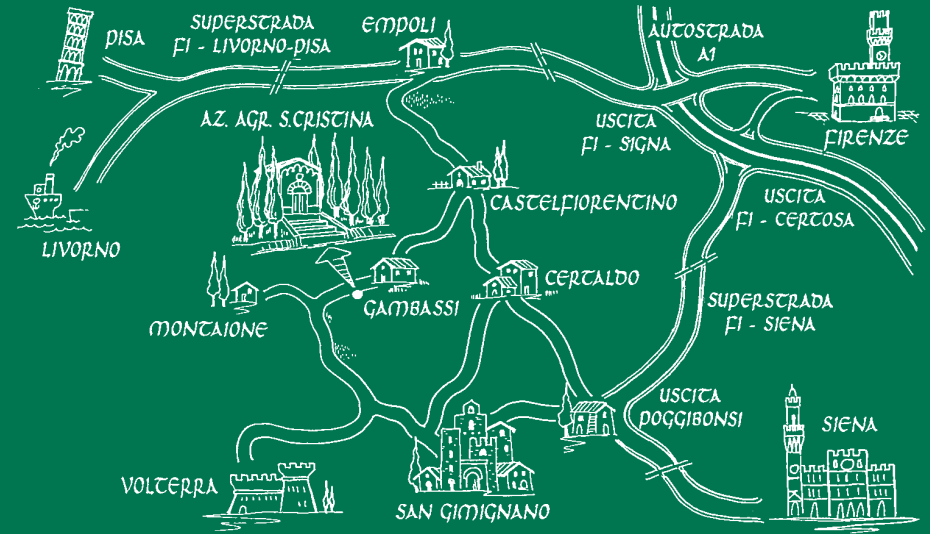 PISA
SUPERSTRADA
FI - LIVORNO-PISA
EMPOLI
AUTOSTRADA
A1
AZ. AGR. S.CRISTINA
USCITA
FI - SIGNA
FIRENZE
LIVORNO
CASTELFIORENTINO
USCITA
FI - CERTOSA
MONTAIONE
GAMBASSI
CERTALDO
SUPERSTRADA
FI - SIENA
USCITA
POGGIBONSI
SIENA
VOLTERRA
SAN GIMIGNANO